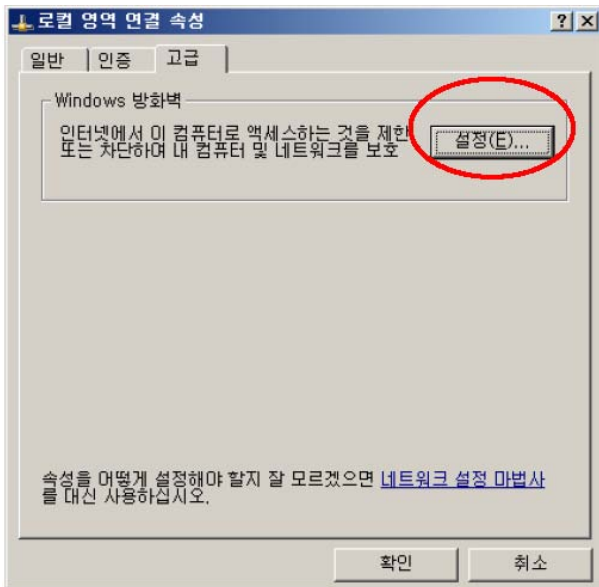 로컬 영역 연결 속성
일반 인증 고급
Windows 방화벽
인터넷에서 이 컴퓨터로 액세스하는 것을 제한
또는 차단하여 내 컴퓨터 및 네트워크를 보호
설정(E)...
속성을 어떻게 설정해야 할지 잘 모르겠으면 네트워크 설정 마법사
를 대신 사용하십시오.
확인 취소